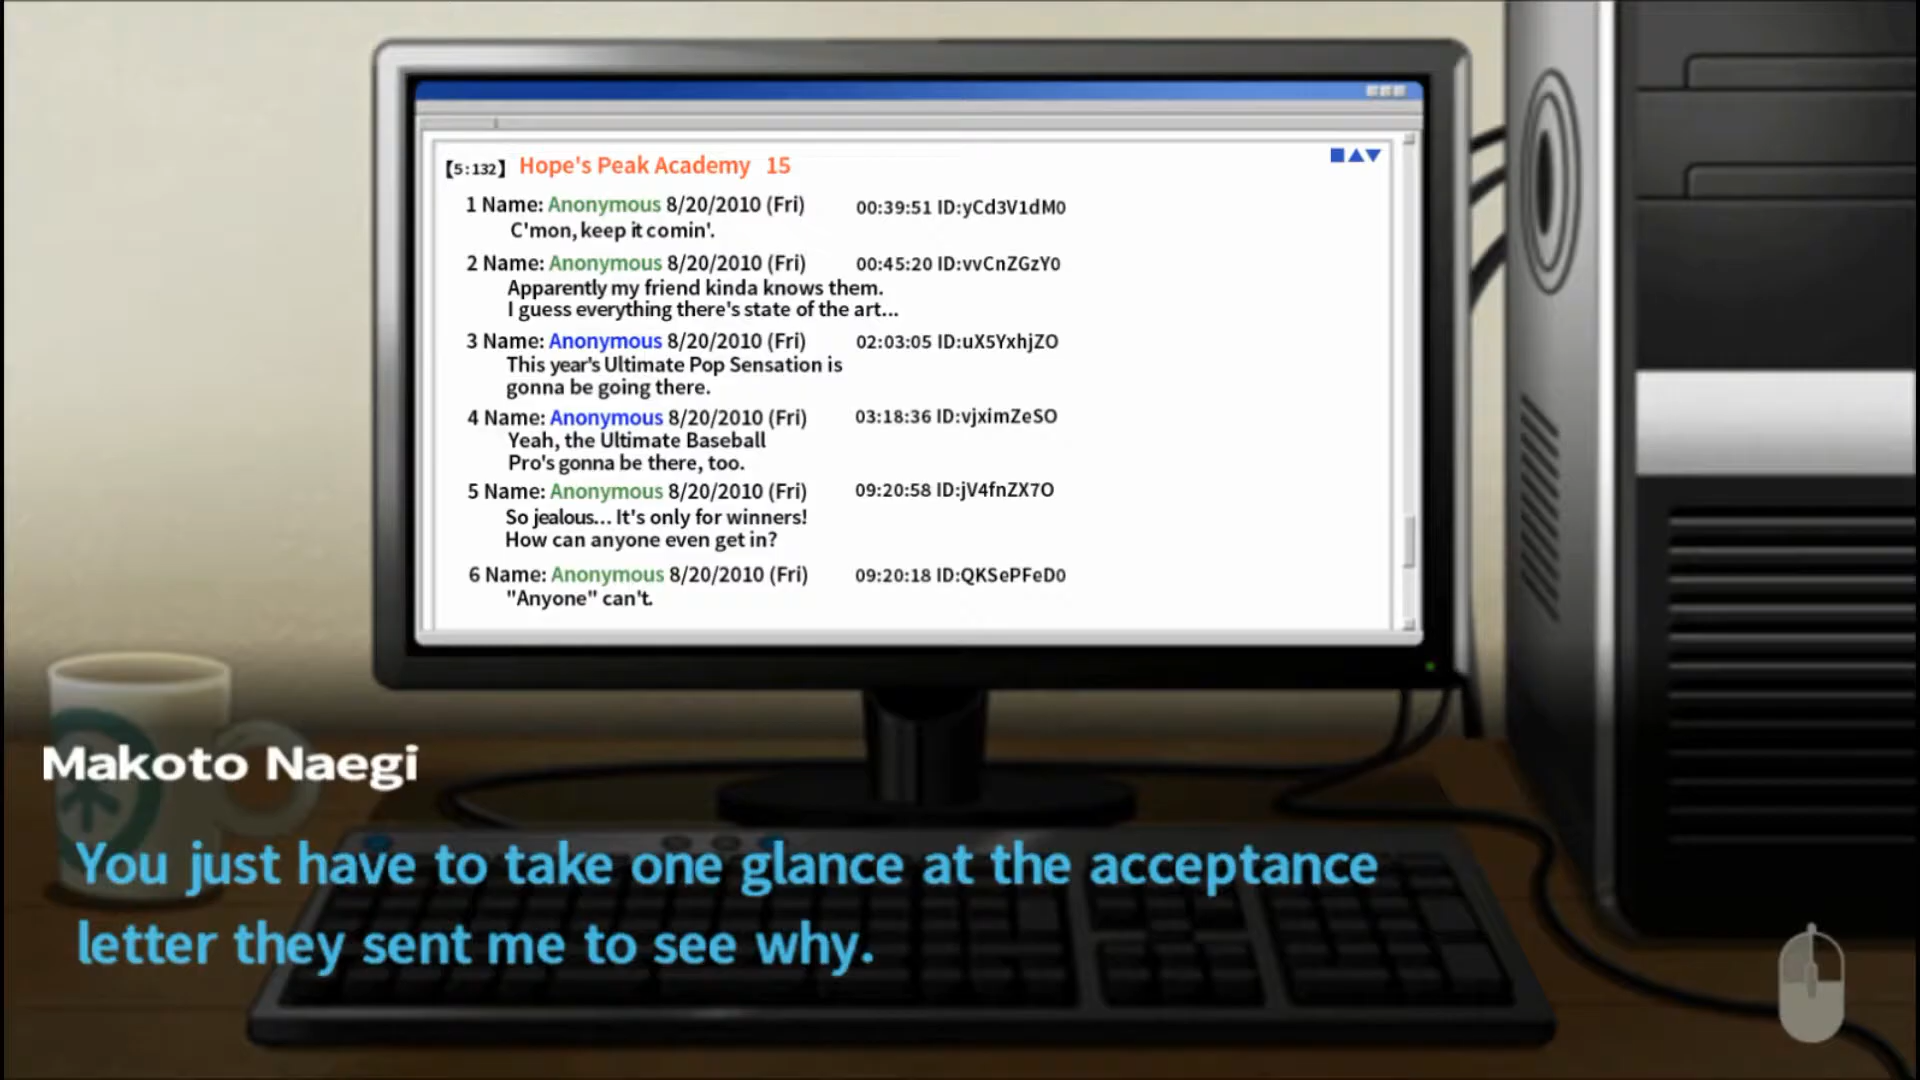 【5:132】 Hope's Peak Academy 15
1 Name: Anonymous 8/20/2010 (Fri) 00:39:51 ID:yCd3V1dM0
C'mon, keep it comin'.
2 Name: Anonymous 8/20/2010 (Fri) 00:45:20 ID:vvCnZGzY0
Apparently my friend kinda knows them.
I guess everything there's state of the art...
3 Name: Anonymous 8/20/2010 (Fri) 02:03:05 ID:uX5YxhjZO
This year's Ultimate Pop Sensation is
gonna be going there.
4 Name: Anonymous 8/20/2010 (Fri) 03:18:36 ID:vjximZeSO
Yeah, the Ultimate Baseball
Pro's gonna be there, too.
5 Name: Anonymous 8/20/2010 (Fri) 09:20:58 ID:jV4fnZX7O
So jealous... It's only for winners!
How can anyone even get in?
6 Name: Anonymous 8/20/2010 (Fri) 09:20:18 ID:QKSePFeD0
"Anyone" can't.
Makoto Naegi
You just have to take one glance at the acceptance
letter they sent me to see why.